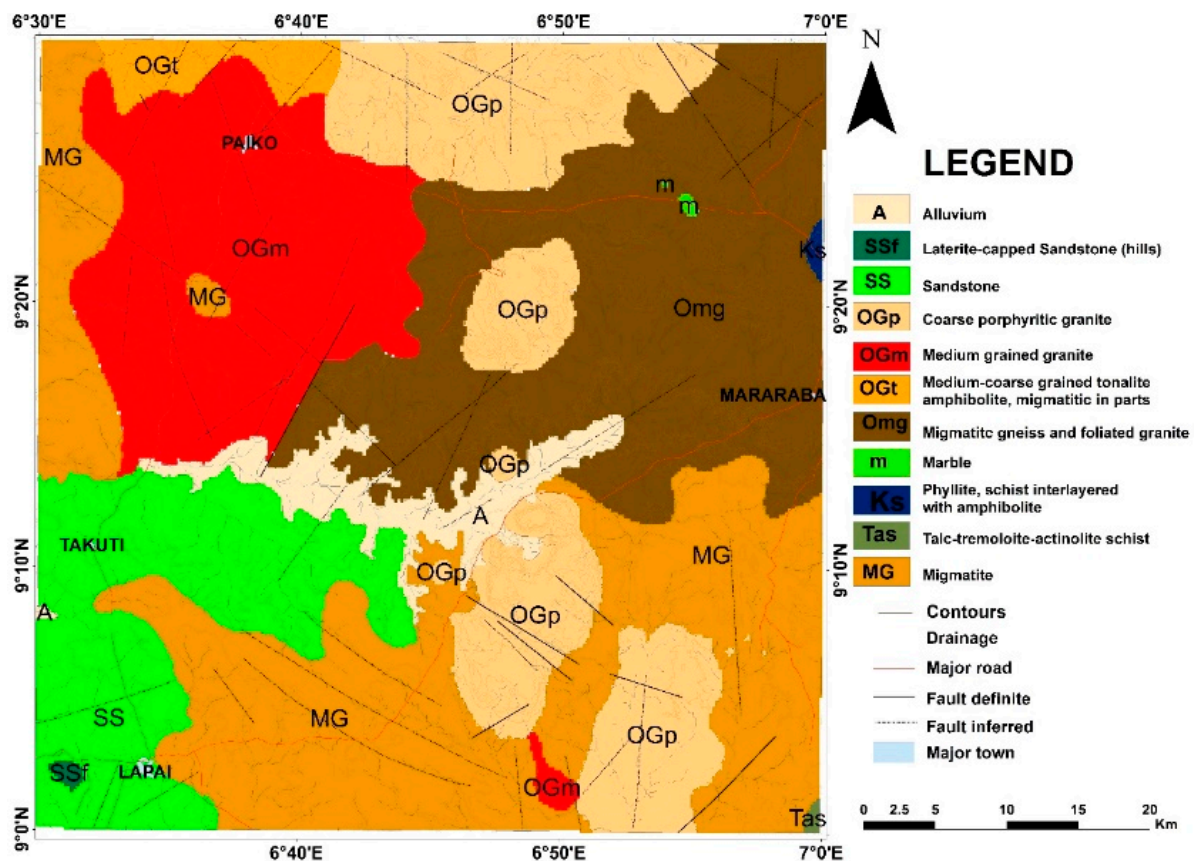 6°30'E 6°40'E 6°50'E 7°0'E
N
OGt
OGp
PAIKO
MG
m
m
OGm
Ks
MG
OGp
Omg
9°20'N
9°20'N
MARARABA
OGp
A
TAKUTI
OGp
MG
9°10'N
9°10'N
A
OGp
SS
MG
OGp
SSf
LAPAI
OGm
Tas
9°0'N
9°0'N
6°40'E 6°50'E 7°0'E
LEGEND
A Alluvium
SSf Laterite-capped Sandstone (hills)
SS Sandstone
OGp Coarse porphyritic granite
OGm Medium grained granite
OGt Medium-coarse grained tonalite
amphibolite, migmatitic in parts
Omg Migmatitc gneiss and foliated granite
m Marble
Ks Phyllite, schist interlayered
with amphibolite
Tas Talc-tremoloite-actinolite schist
MG Migmatite
Contours
Drainage
Major road
Fault definite
Fault inferred
Major town
0 2.5 5 10 15 20
Km